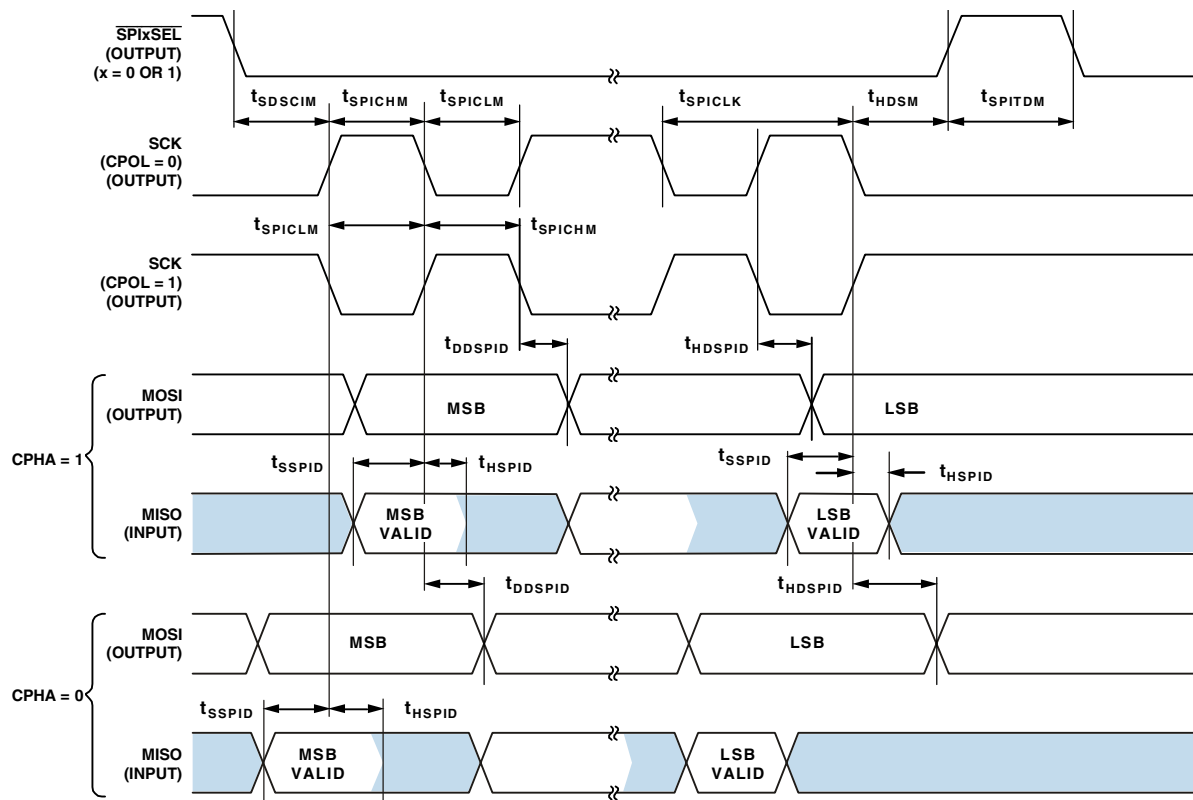 SPIxSEL
(OUTPUT)
(x = 0 OR 1)
tSDSCIM tSPICHM tSPICLM tSPICLK tHDSM tSPITDM
SCK
(CPOL = 0)
(OUTPUT)
tSPICLM tSPICHM
SCK
(CPOL = 1)
(OUTPUT)
tDDSPID tHDSPID
CPHA = 1
MOSI
(OUTPUT)
MSB LSB
tSSPID tHSPID tSSPID tHSPID
MISO
(INPUT)
MSB
VALID
LSB
VALID
tDDSPID tHDSPID
CPHA = 0
MOSI
(OUTPUT)
MSB LSB
tSSPID tHSPID
MISO
(INPUT)
MSB
VALID
LSB
VALID